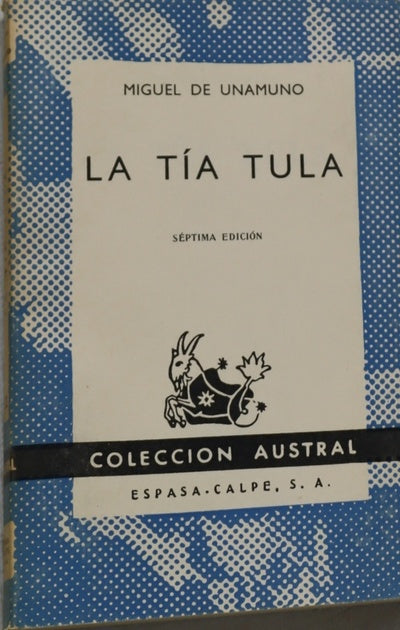 MIGUEL DE UNAMUNO
LA TÍA TULA
SÉPTIMA EDICIÓN
L COLECCION AUSTRAL
ESPASA-CALPE, S. A.